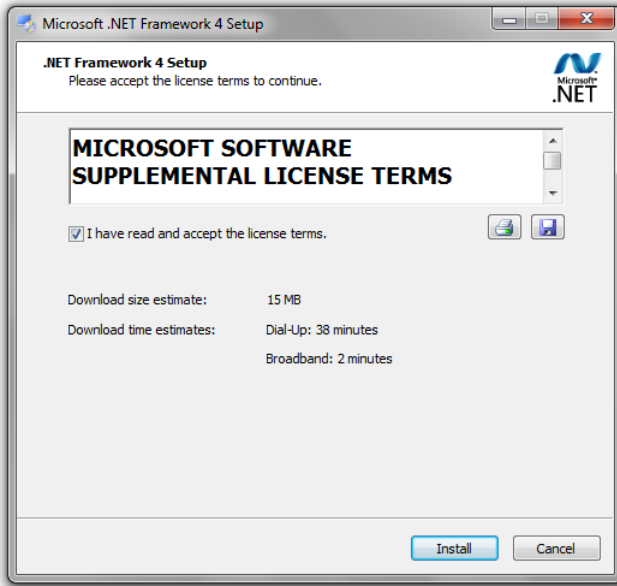 Microsoft .NET Framework 4 Setup
.NET Framework 4 Setup
Please accept the license terms to continue.
Microsoft®
.NET
MICROSOFT SOFTWARE
SUPPLEMENTAL LICENSE TERMS
I have read and accept the license terms.
Download size estimate: 15 MB
Download time estimates: Dial-Up: 38 minutes
Broadband: 2 minutes
Install Cancel